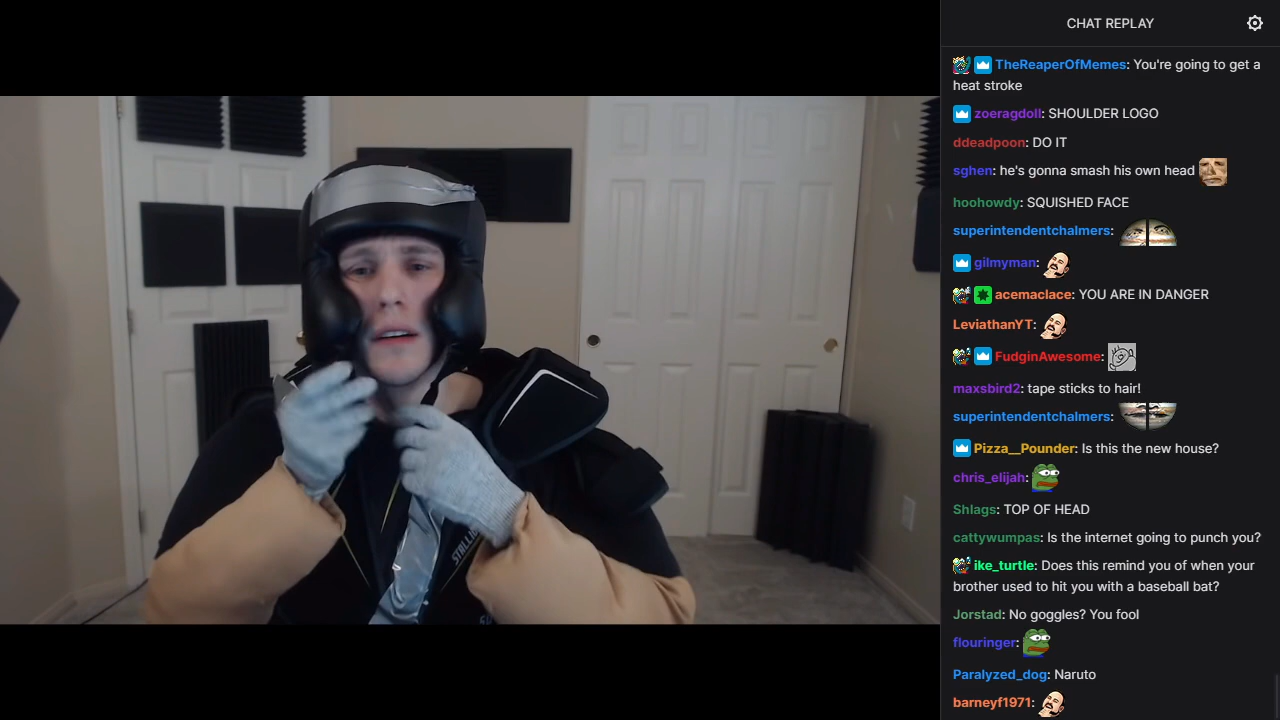 CHAT REPLAY
TheReaperOfMemes: You're going to get a
heat stroke
zoeragdoll: SHOULDER LOGO
ddeadpoon: DO IT
sghen: he's gonna smash his own head
hoohowdy: SQUISHED FACE
superintendentchalmers:
gilmyman:
acemaclace: YOU ARE IN DANGER
LeviathanYT:
FudginAwesome:
maxsbird2: tape sticks to hair!
superintendentchalmers:
Pizza__Pounder: Is this the new house?
chris_elijah:
Shlags: TOP OF HEAD
cattywumpas: Is the internet going to punch you?
ike_turtle: Does this remind you of when your
brother used to hit you with a baseball bat?
Jorstad: No goggles? You fool
flouringer:
Paralyzed_dog: Naruto
barneyf1971: